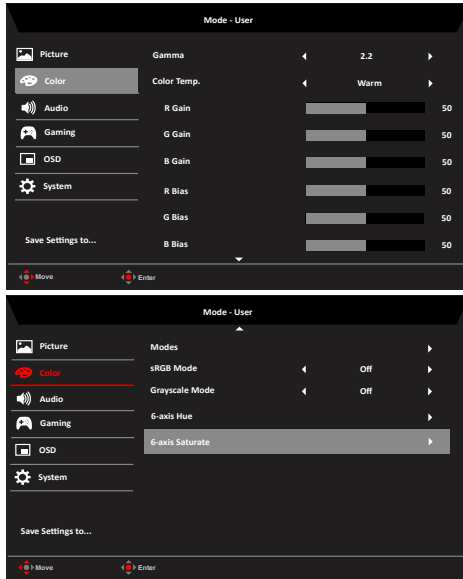 Mode - User
Picture
Gamma 2.2
Color
Color Temp. Warm
Audio
R Gain 50
Gaming
G Gain 50
OSD
B Gain 50
System
R Bias 50
G Bias 50
Save Settings to...
B Bias 50
Move Enter
Mode - User
Picture
Modes
Color
sRGB Mode Off
Audio
Grayscale Mode Off
Gaming
6-axis Hue
OSD
6-axis Saturate
System
Save Settings to...
Move Enter